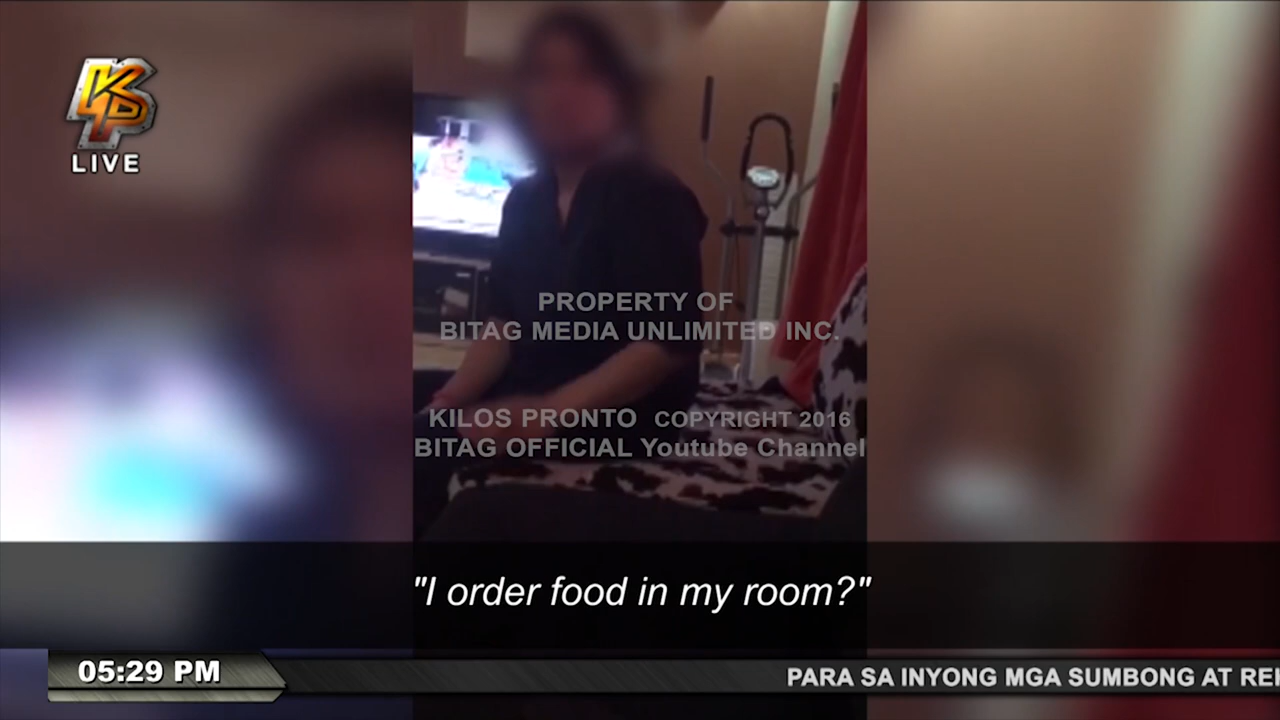 KP
LIVE
PROPERTY OF
BITAG MEDIA UNLIMITED INC.
KILOS PRONTO COPYRIGHT 2016
BITAG OFFICIAL Youtube Channel
"I order food in my room?"
05:29 PM
PARA SA INYONG MGA SUMBONG AT